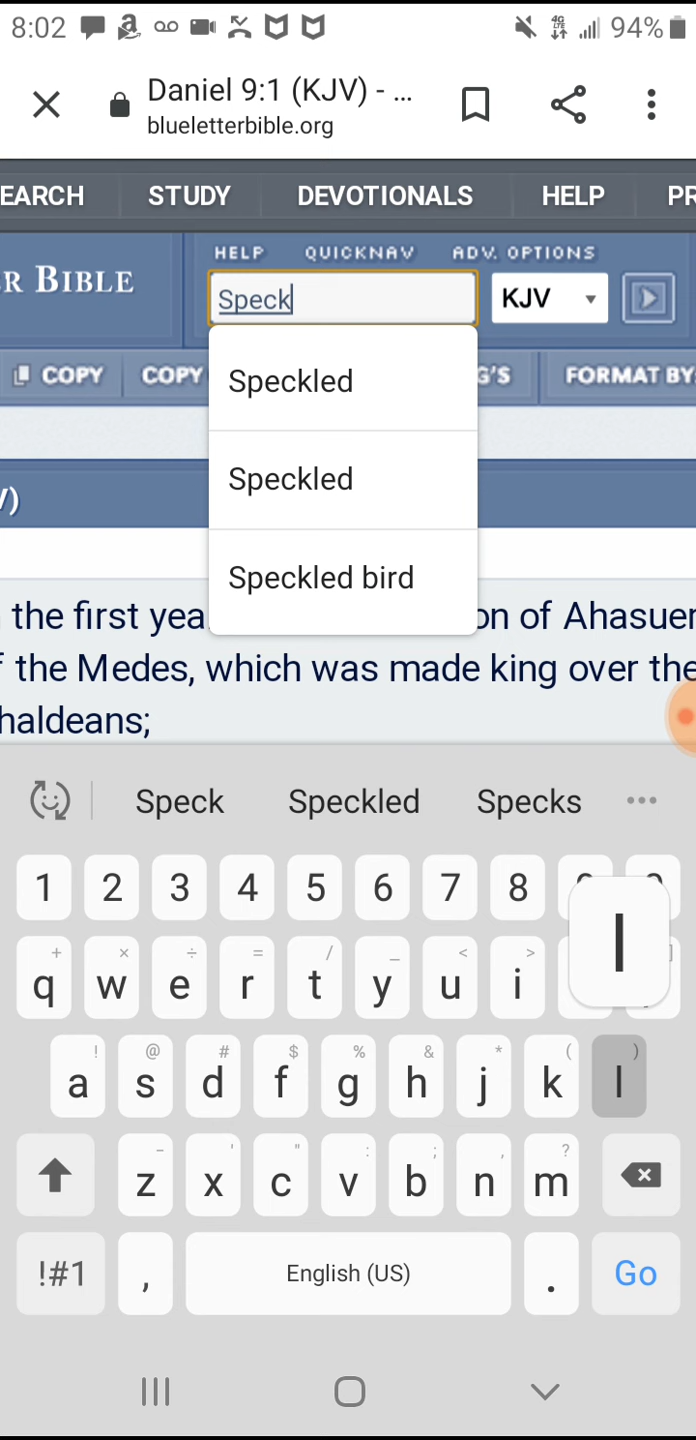 8:02 4G LTE 94%
Daniel 9:1 (KJV) - ...
blueletterbible.org
EARCH STUDY DEVOTIONALS HELP PR
HELP QUICKNAV ADV. OPTIONS
R BIBLE Speck KJV
COPY COPY G'S FORMAT BY
Speckled
Speckled
V)
Speckled bird
the first yea on of Ahasuer
f the Medes, which was made king over the
haldeans;
Speck Speckled Specks ...
1 2 3 4 5 6 7 8
+ × ÷ = / _ < > ]
q w e r t y u i l
! @ # $ % & * ( )
a s d f g h j k l
- ' " : ; , ?
z x c v b n m
!#1 , English (US) . Go